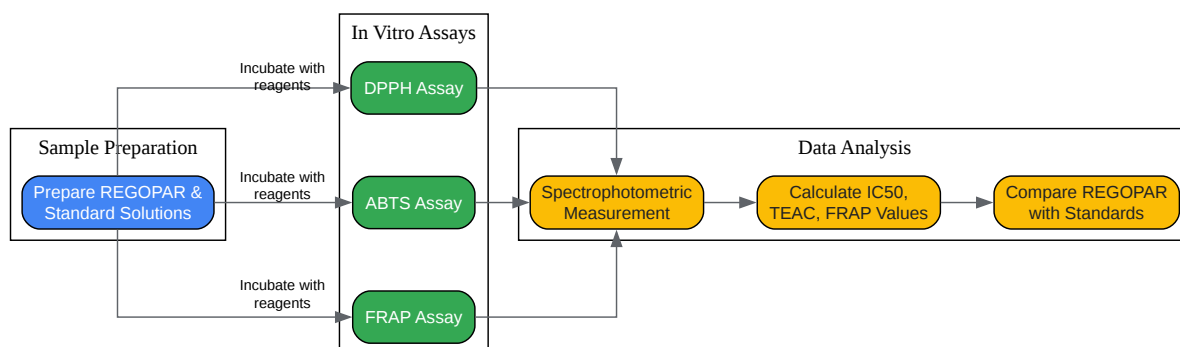 Sample Preparation
Prepare REGOPAR &
Standard Solutions
Incubate with
reagents
Incubate with
reagents
Incubate with
reagents
In Vitro Assays
DPPH Assay
ABTS Assay
FRAP Assay
Data Analysis
Spectrophotometric
Measurement
Calculate IC50,
TEAC, FRAP Values
Compare REGOPAR
with Standards